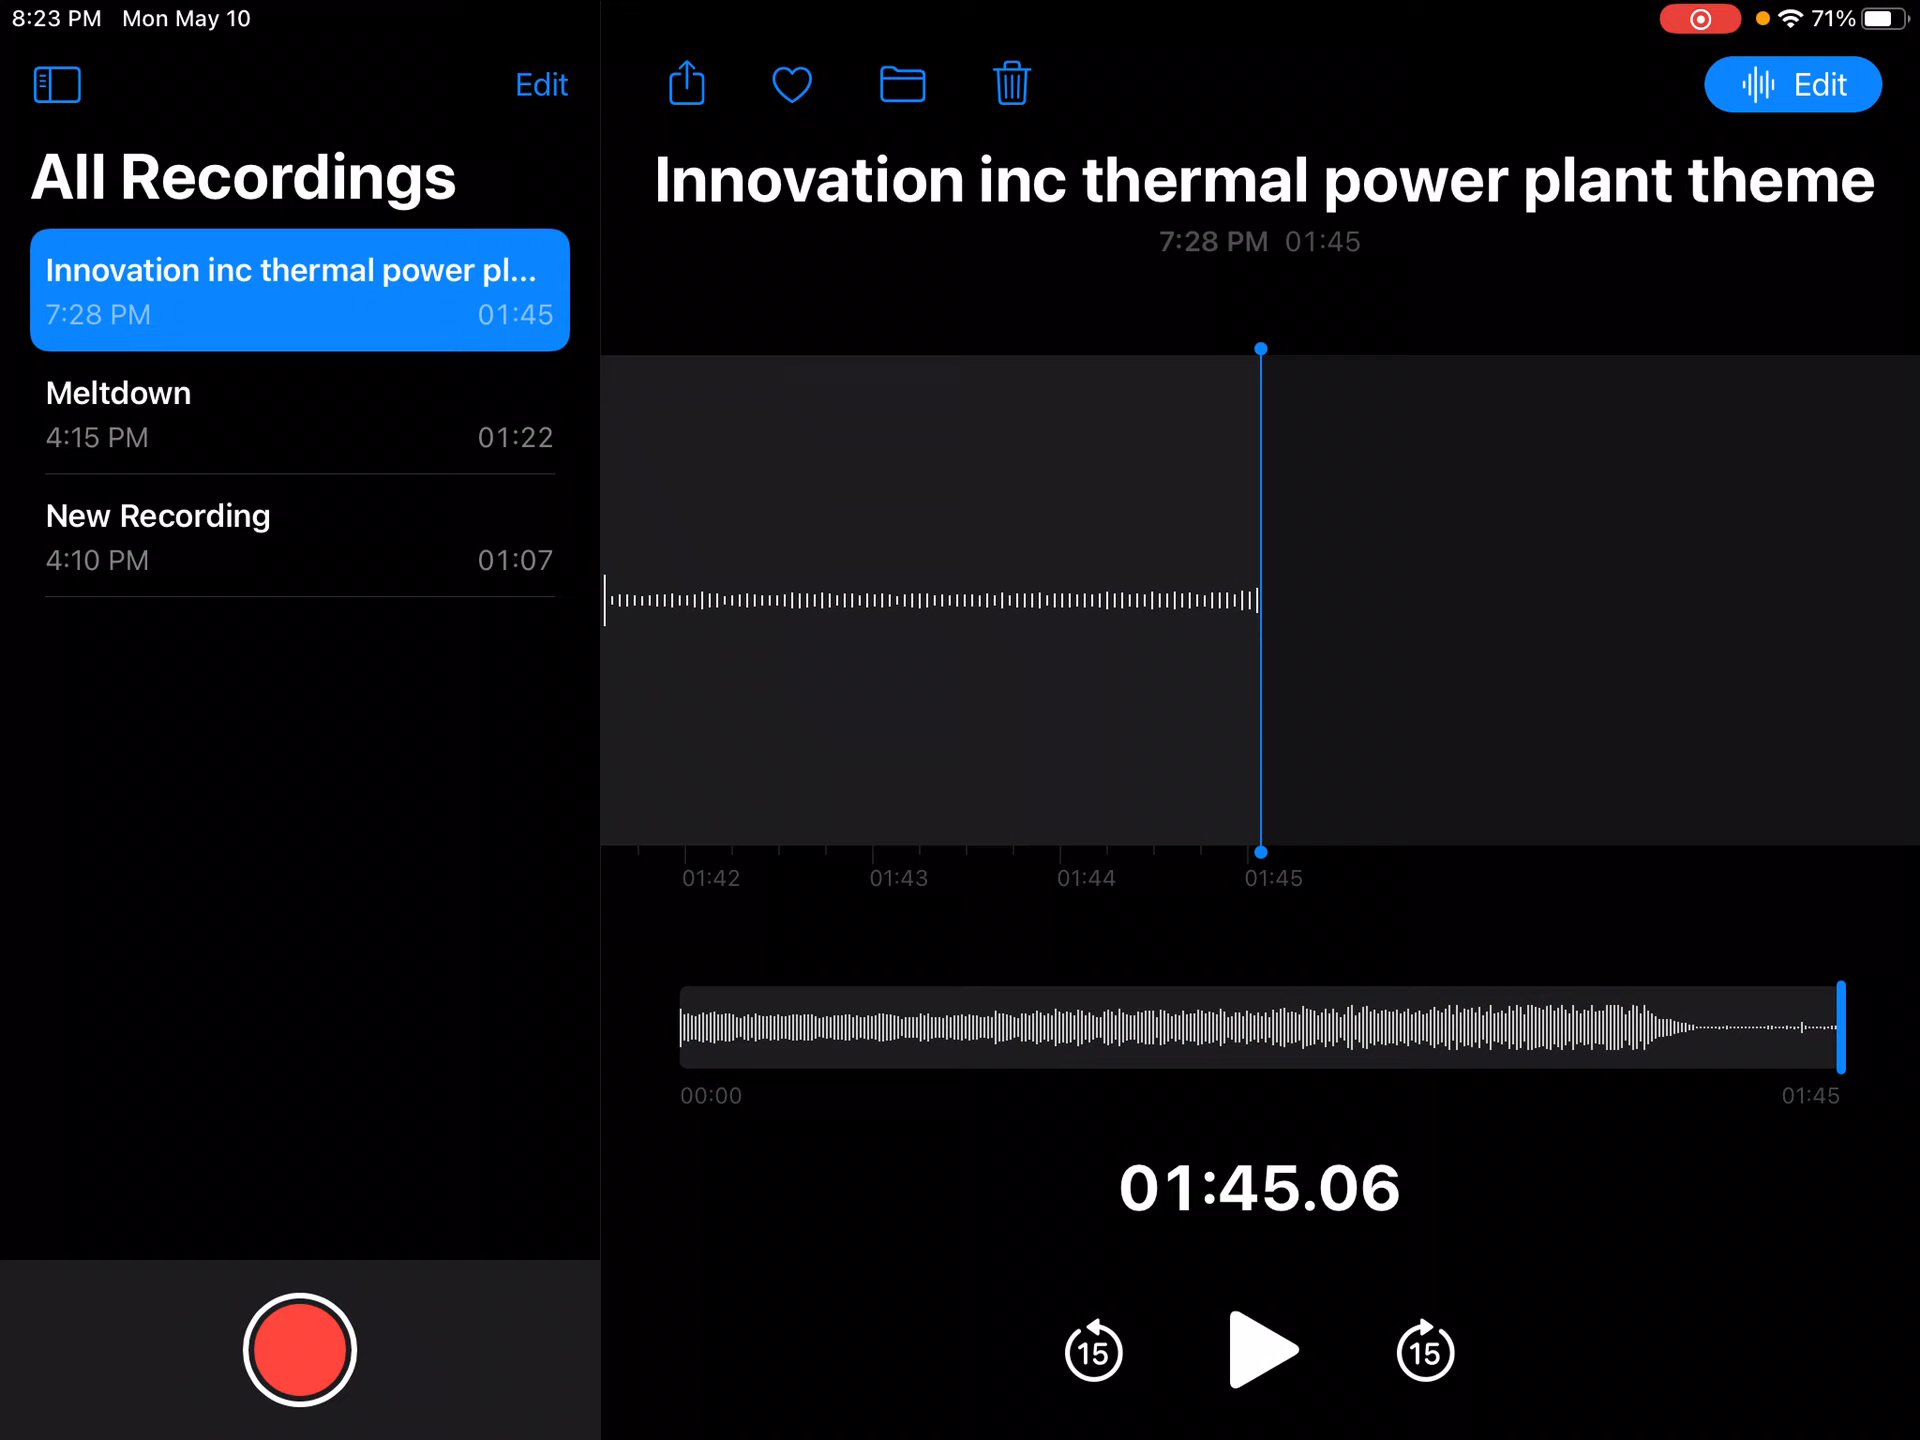 8:23 PM Mon May 10
71%
Edit
All Recordings
Innovation inc thermal power pl...
7:28 PM 01:45
Meltdown
4:15 PM 01:22
New Recording
4:10 PM 01:07
Edit
Innovation inc thermal power plant theme
7:28 PM 01:45
01:42 01:43 01:44 01:45
00:00 01:45
01:45.06
15 15